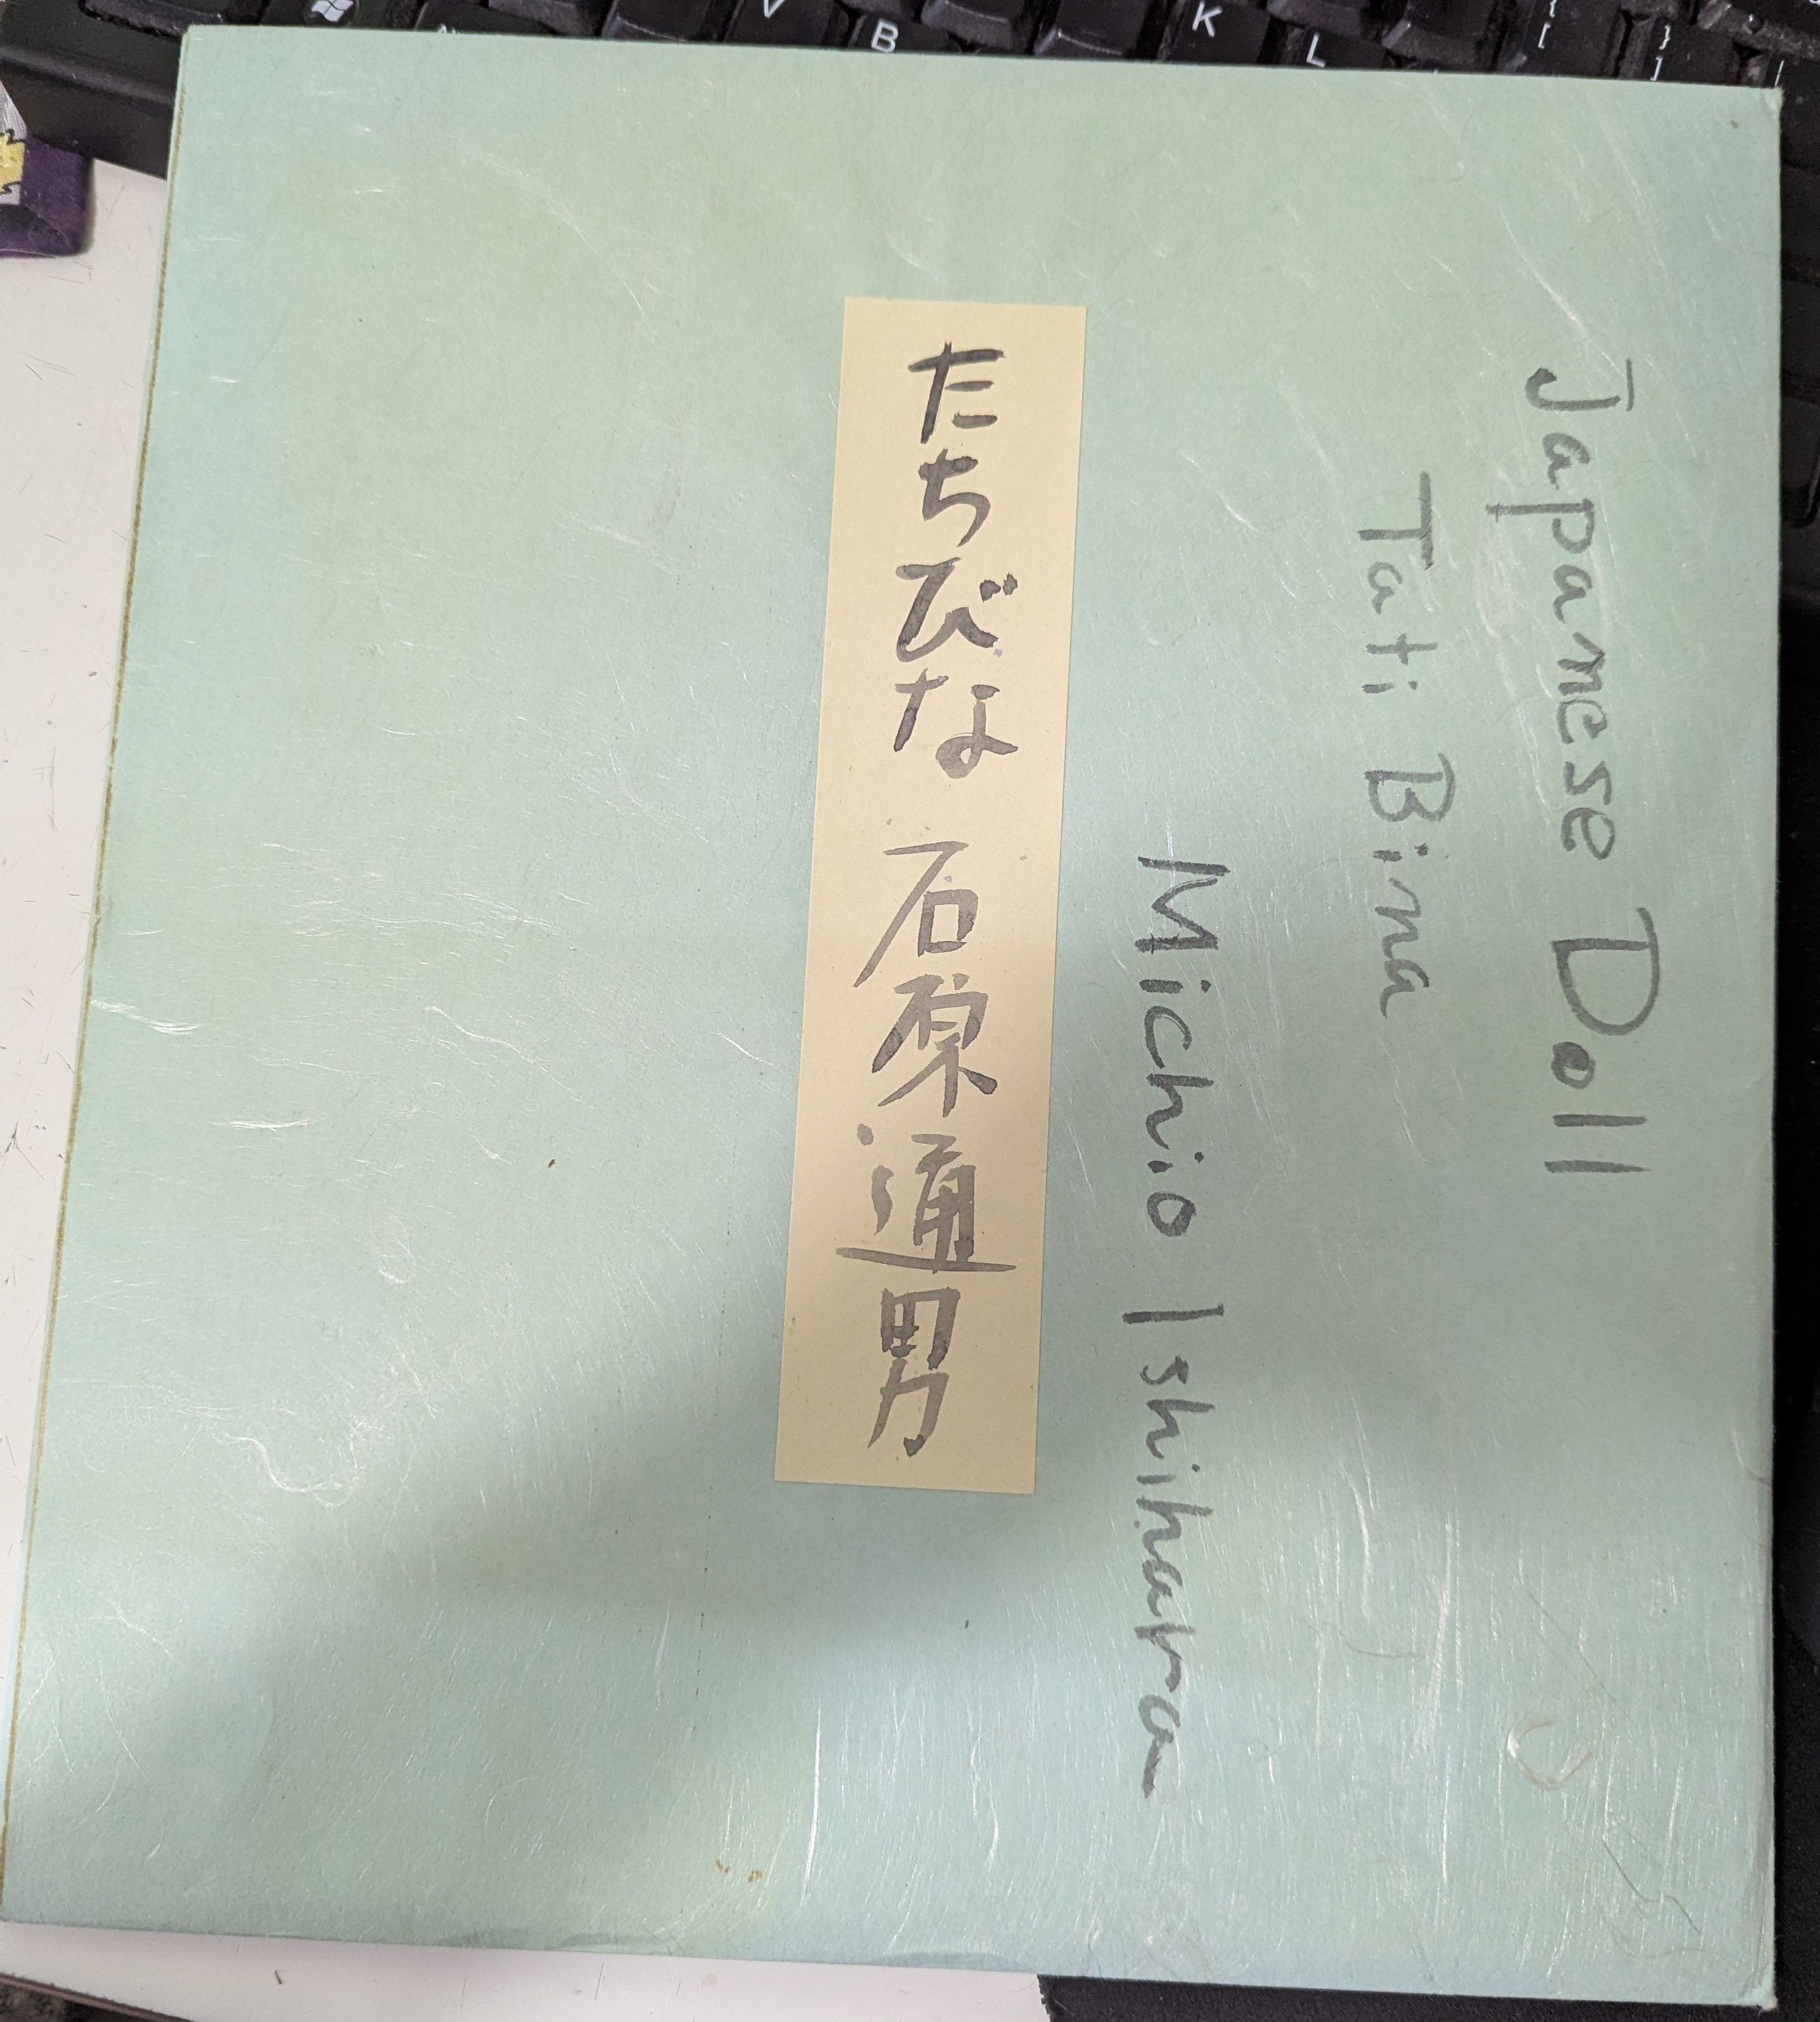 Japanese Doll
Tati Bina
Michio Ishihara
たちびな 石原通男
V
B
K
L
{
[
}
]